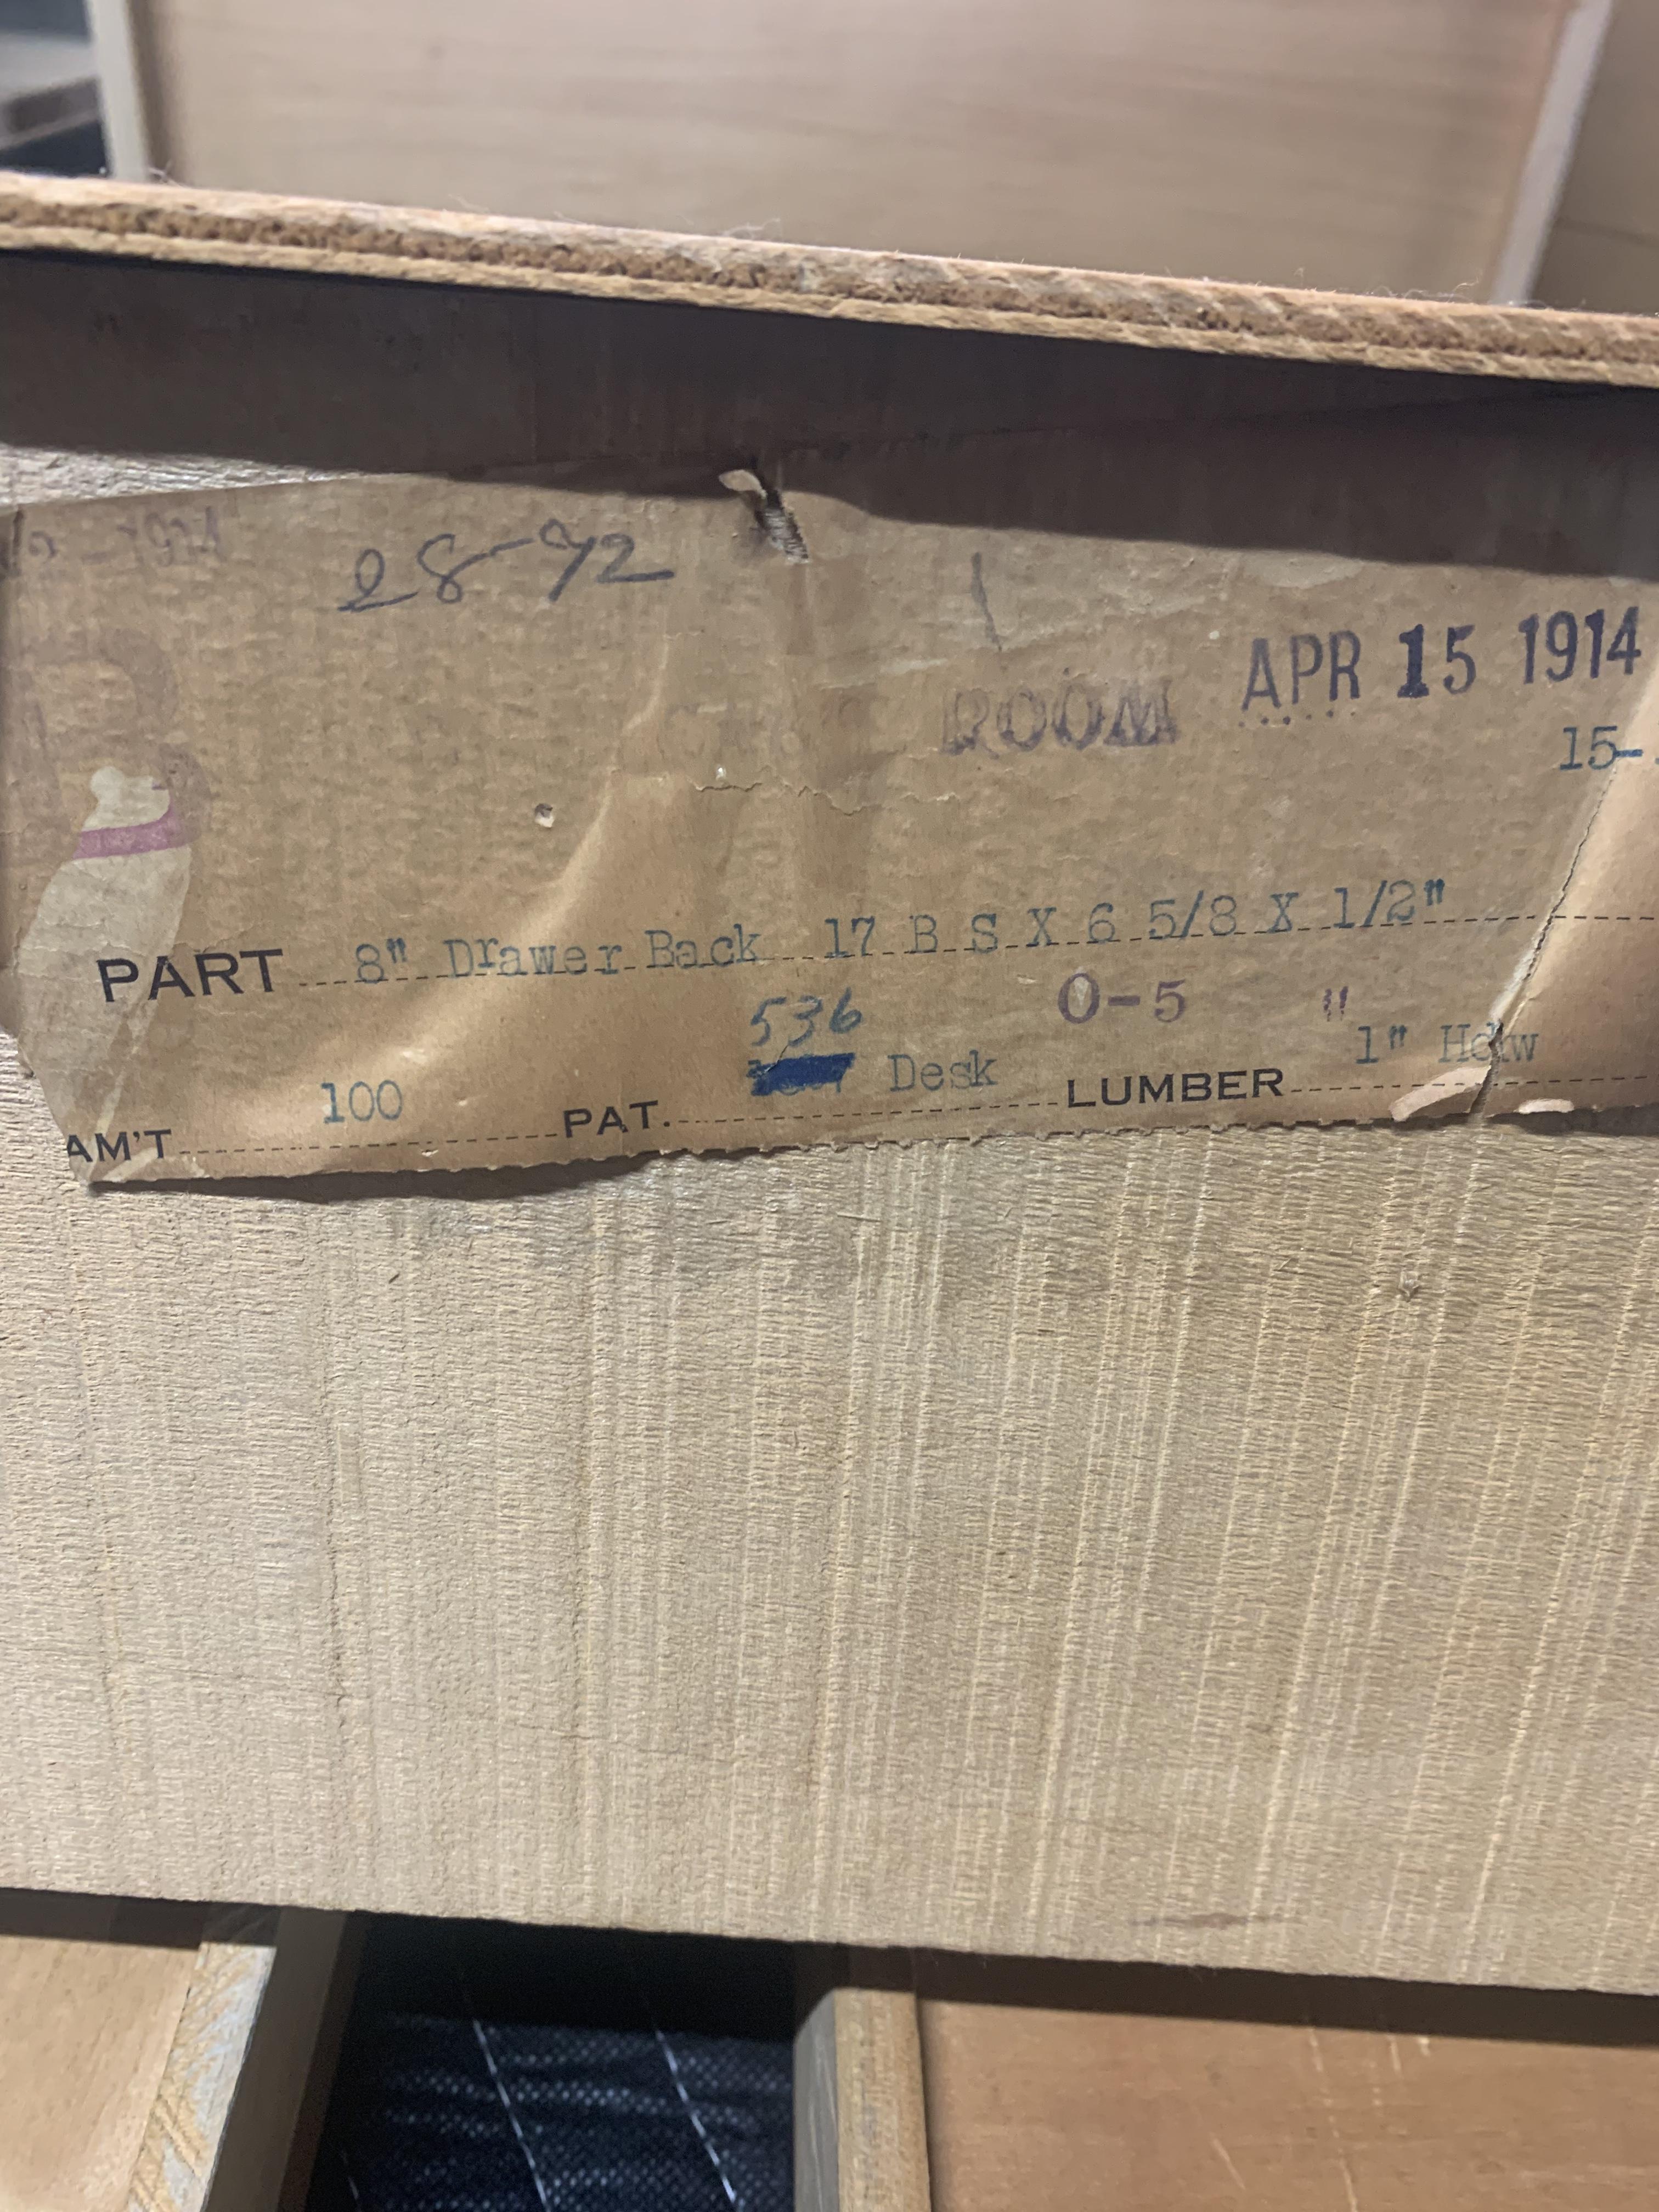 28-92
ROOM APR 15 1914
15-
PART 8" Drawer Back 17 B S X 6 5/8 X 1/2"
536 0-5 "
AM'T 100 PAT. Desk LUMBER 1" Hdw